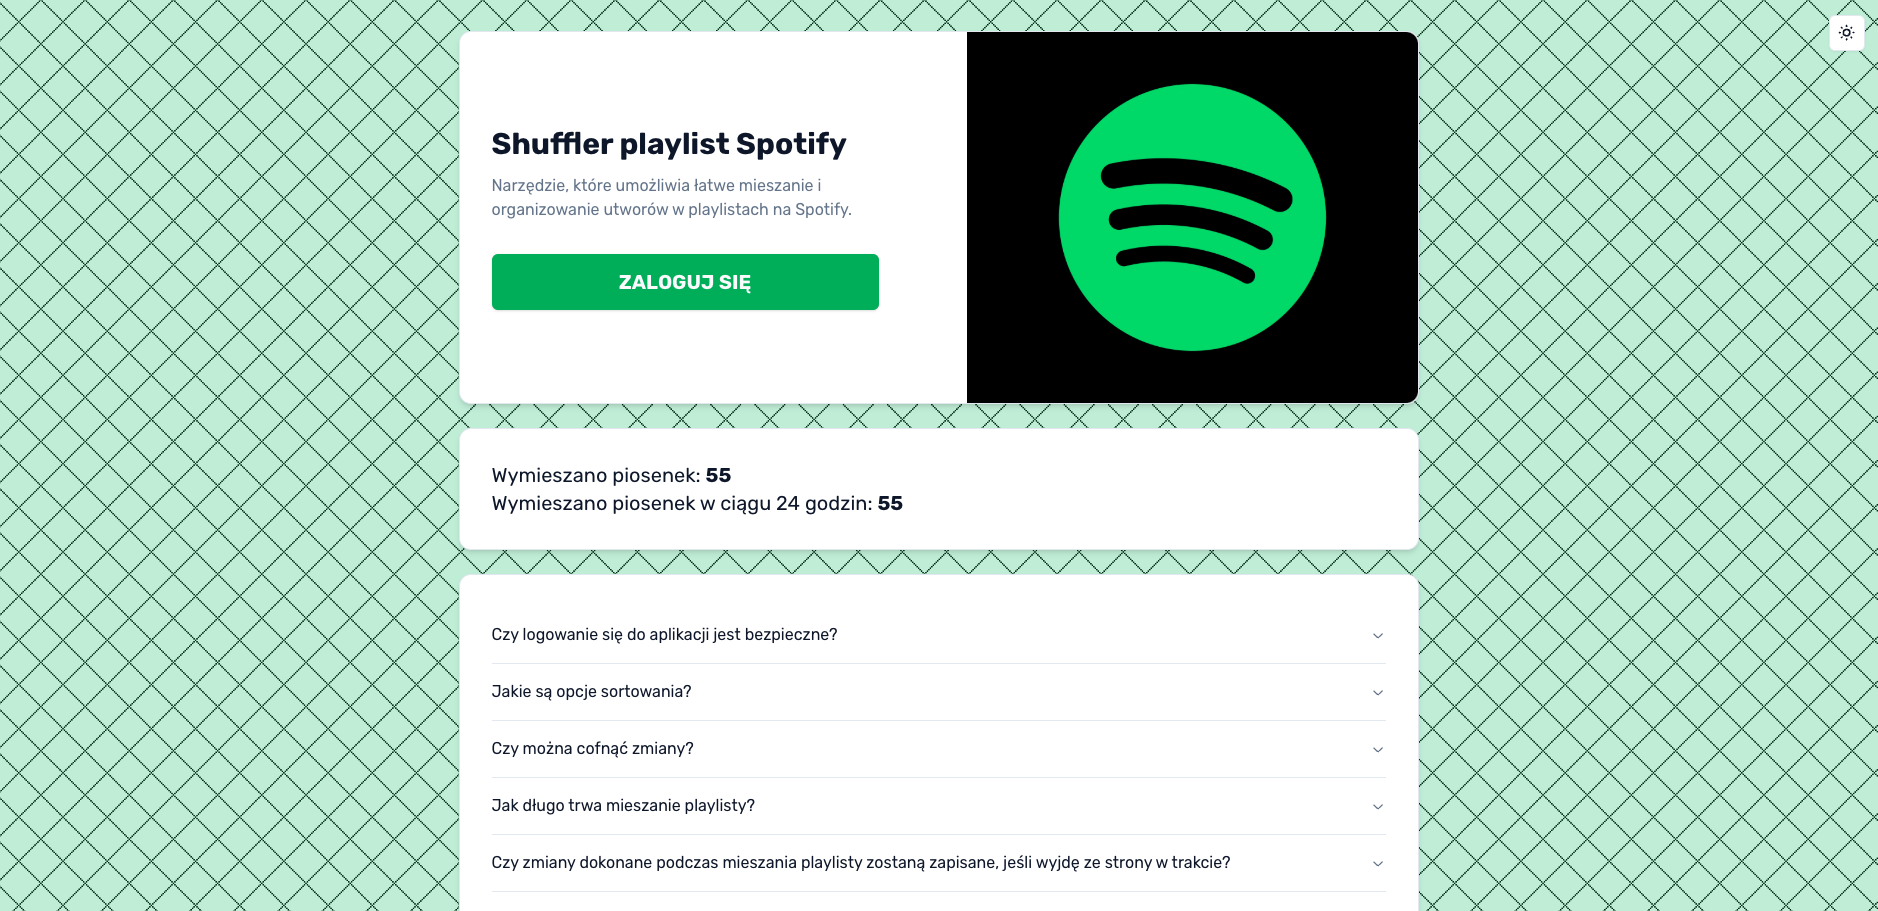 Shuffler playlist Spotify
Narzędzie, które umożliwia łatwe mieszanie i
organizowanie utworów w playlistach na Spotify.
ZALOGUJ SIĘ
Wymieszano piosenek: 55
Wymieszano piosenek w ciągu 24 godzin: 55
Czy logowanie się do aplikacji jest bezpieczne?
Jakie są opcje sortowania?
Czy można cofnąć zmiany?
Jak długo trwa mieszanie playlisty?
Czy zmiany dokonane podczas mieszania playlisty zostaną zapisane, jeśli wyjdę ze strony w trakcie?